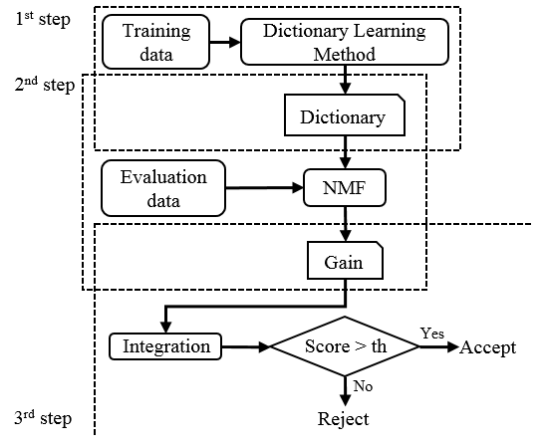 1st step
Training
data
Dictionary Learning
Method
2nd step
Dictionary
Evaluation
data
NMF
Gain
Integration
Score > th
Yes
Accept
No
Reject
3rd step